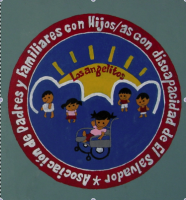 Asociación de Padres y Familiares con Hijos/as con discapacidad de El Salvador *
Los Angelitos